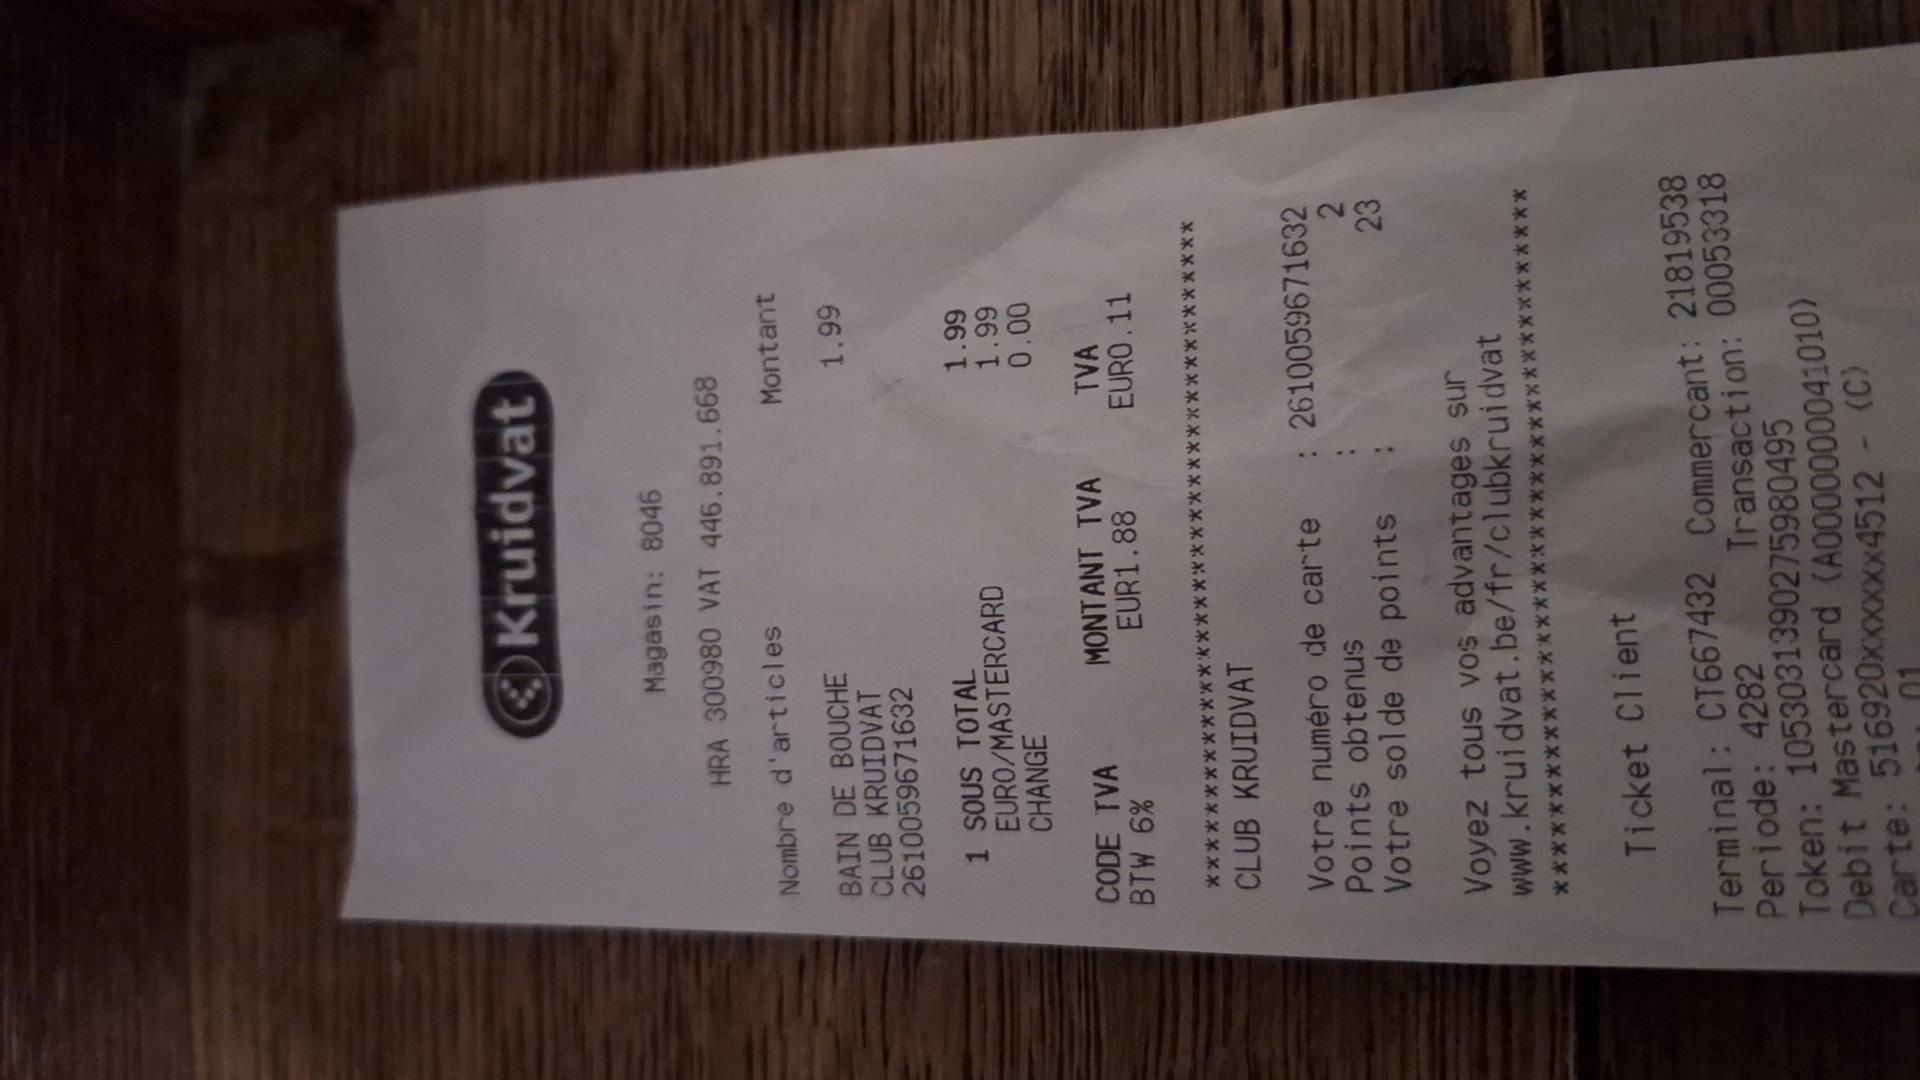 Kruidvat
Magasin: 8046
HRA 300980 VAT 446.891.668
Nombre d'articles Montant
BAIN DE BOUCHE 1.99
CLUB KRUIDVAT
2610059671632
1 SOUS TOTAL 1.99
EURO/MASTERCARD 1.99
CHANGE 0.00
CODE TVA MONTANT TVA TVA
BTW 6% EUR1.88 EUR0.11
****************************************
CLUB KRUIDVAT
Votre numéro de carte : 2610059671632
Points obtenus : 2
Votre solde de points : 23
Voyez tous vos advantages sur
www.kruidvat.be/fr/clubkruidvat
****************************************
Ticket Client
Terminal: CT667432 Commercant: 21819538
Periode: 4282 Transaction: 00053318
Token: 1053031390275980495
Debit Mastercard (A0000000041010)
Carte: 516920xxxxxx4512 - (C)
01